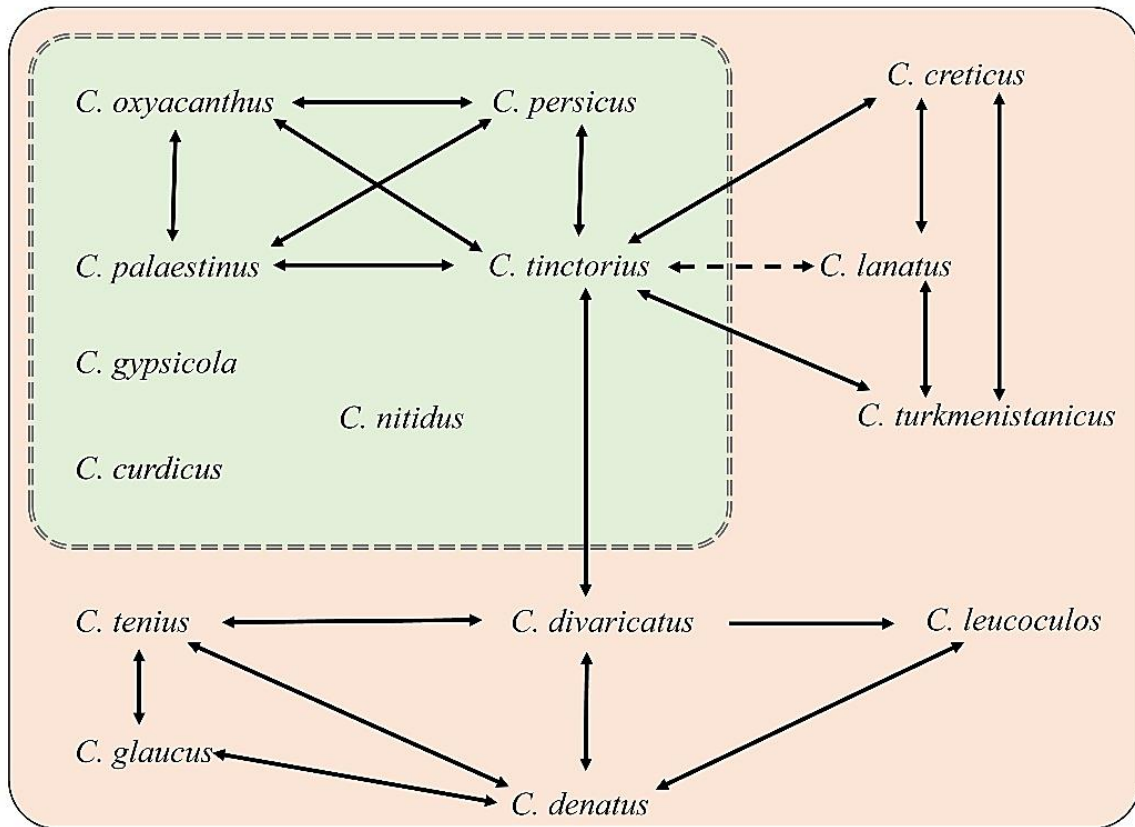 C. creticus
C. oxyacanthus
C. persicus
C. palaestinus
C. tinctorius
C. lanatus
C. gypsicola
C. nitidus
C. turkmenistanicus
C. curdicus
C. tenius
C. divaricatus
C. leucoculos
C. glaucus
C. denatus